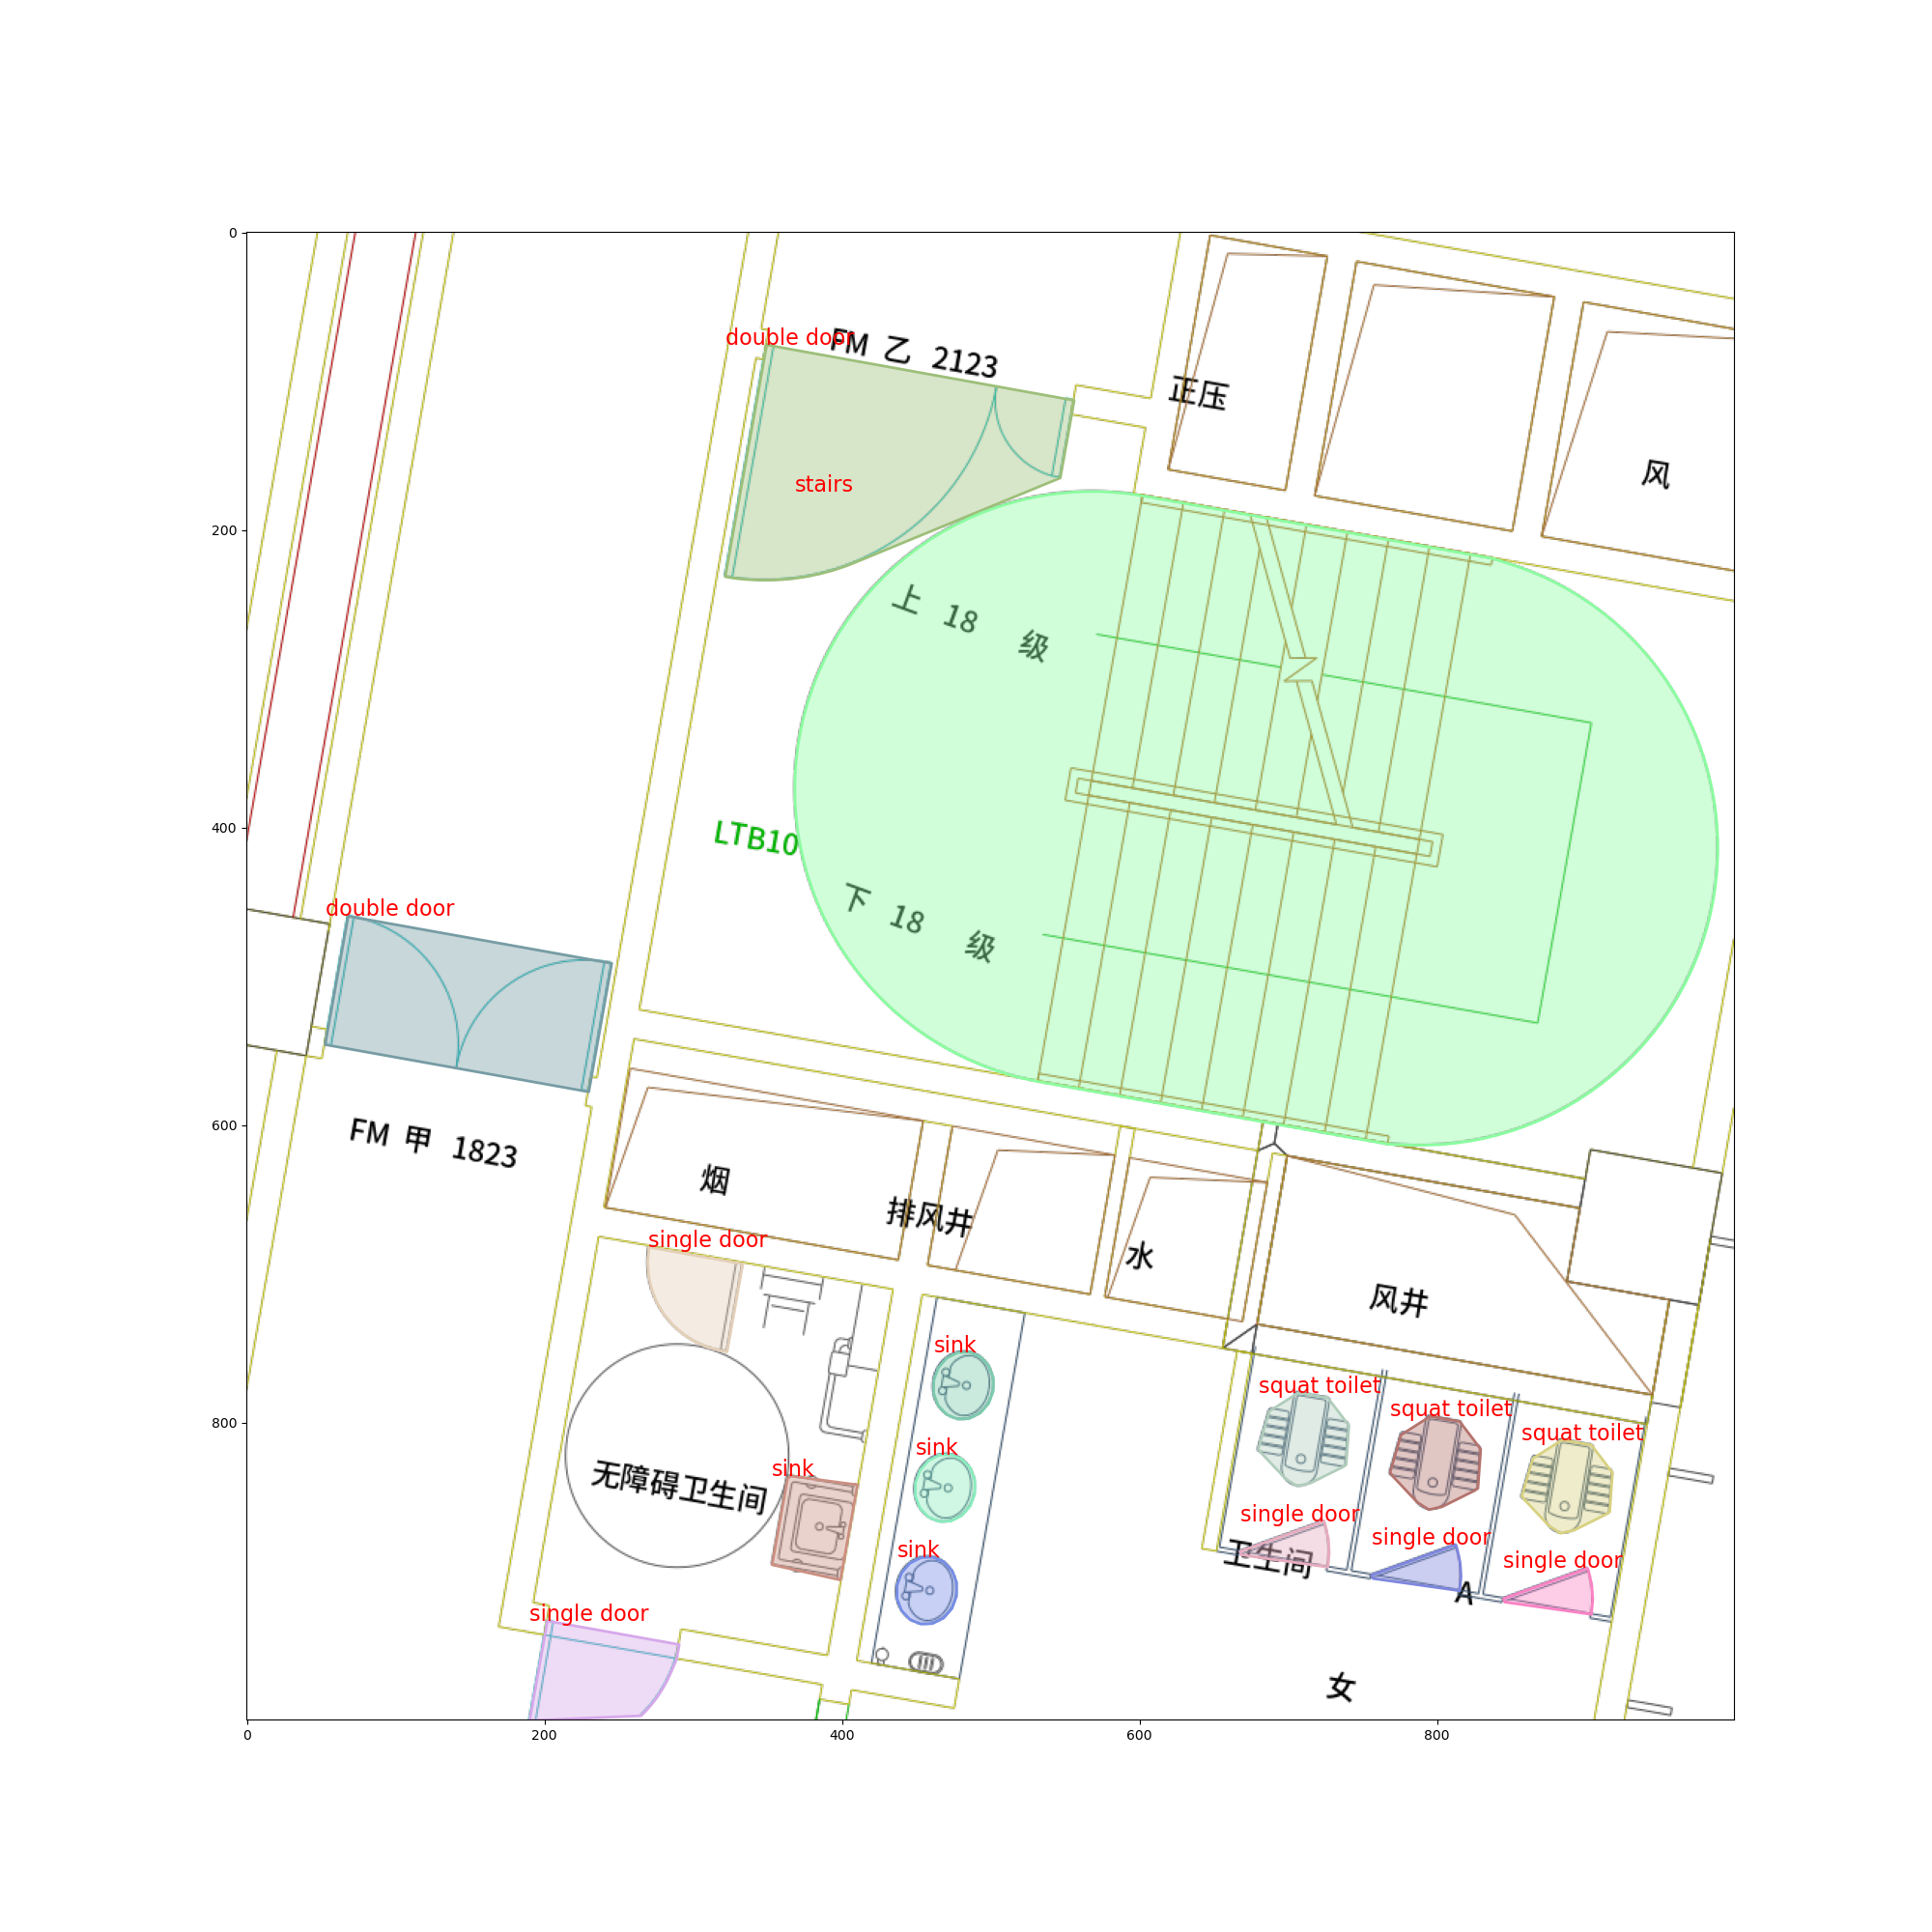 0
double door
FM 乙 2123
正压
风
200
stairs
上 18 级
400
LTB10
下 18 级
double door
600
FM 甲 1823
烟
排风井
水
single door
风井
sink
squat toilet
squat toilet
squat toilet
800
sink
sink
无障碍卫生间
single door
single door
single door
sink
卫生间
A
single door
女
0 200 400 600 800